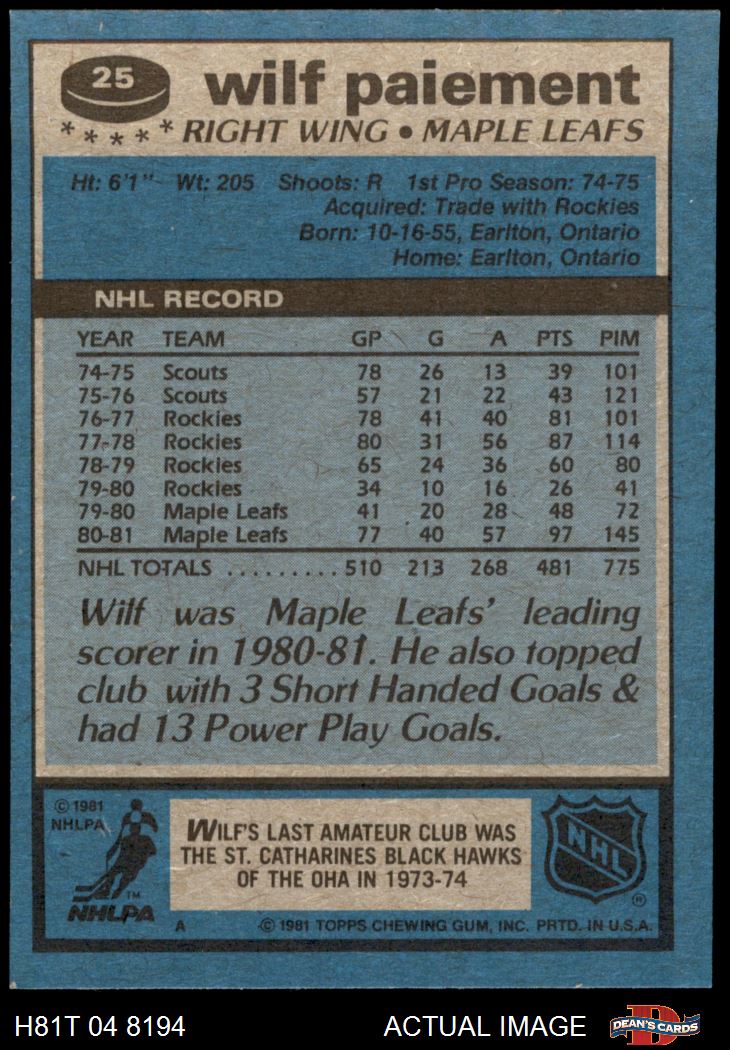 25
wilf paiement
* * * * * RIGHT WING • MAPLE LEAFS
Ht: 6'1" Wt: 205 Shoots: R 1st Pro Season: 74-75
Acquired: Trade with Rockies
Born: 10-16-55, Earlton, Ontario
Home: Earlton, Ontario
NHL RECORD
YEAR TEAM GP G A PTS PIM
74-75 Scouts 78 26 13 39 101
75-76 Scouts 57 21 22 43 121
76-77 Rockies 78 41 40 81 101
77-78 Rockies 80 31 56 87 114
78-79 Rockies 65 24 36 60 80
79-80 Rockies 34 10 16 26 41
79-80 Maple Leafs 41 20 28 48 72
80-81 Maple Leafs 77 40 57 97 145
NHL TOTALS ......... 510 213 268 481 775
Wilf was Maple Leafs' leading
scorer in 1980-81. He also topped
club with 3 Short Handed Goals &
had 13 Power Play Goals.
© 1981
NHLPA
TM
NHLPA
WILF'S LAST AMATEUR CLUB WAS
THE ST. CATHARINES BLACK HAWKS
OF THE OHA IN 1973-74
NHL
®
A © 1981 TOPPS CHEWING GUM, INC. PRTD. IN U.S.A.
H81T 04 8194 ACTUAL IMAGE
D
DEAN'S CARDS